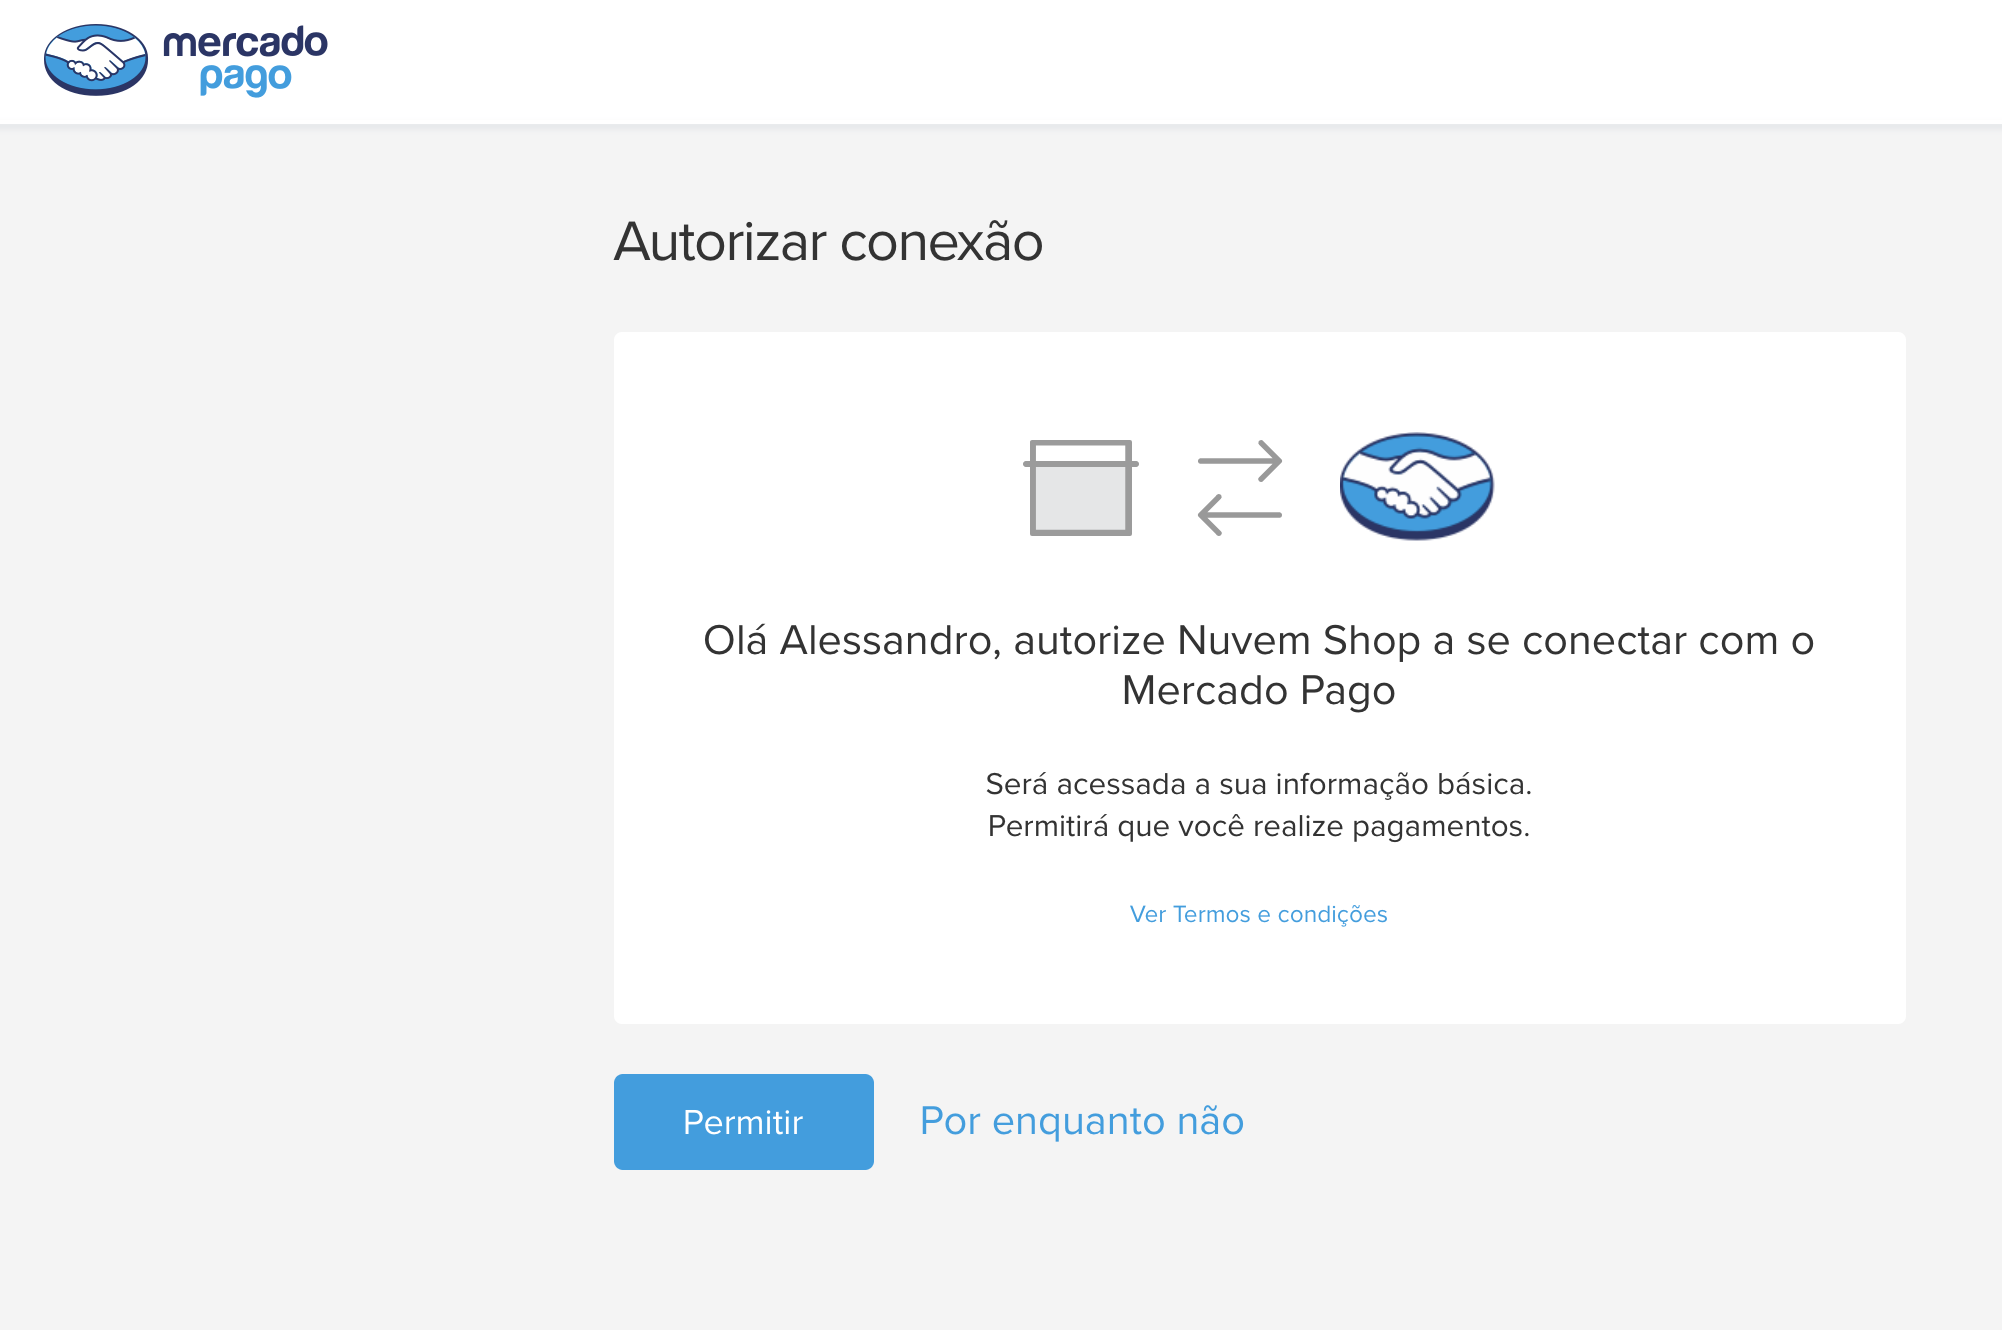 mercado
pago
Autorizar conexão
Olá Alessandro, autorize Nuvem Shop a se conectar com o
Mercado Pago
Será acessada a sua informação básica.
Permitirá que você realize pagamentos.
Ver Termos e condições
Permitir
Por enquanto não